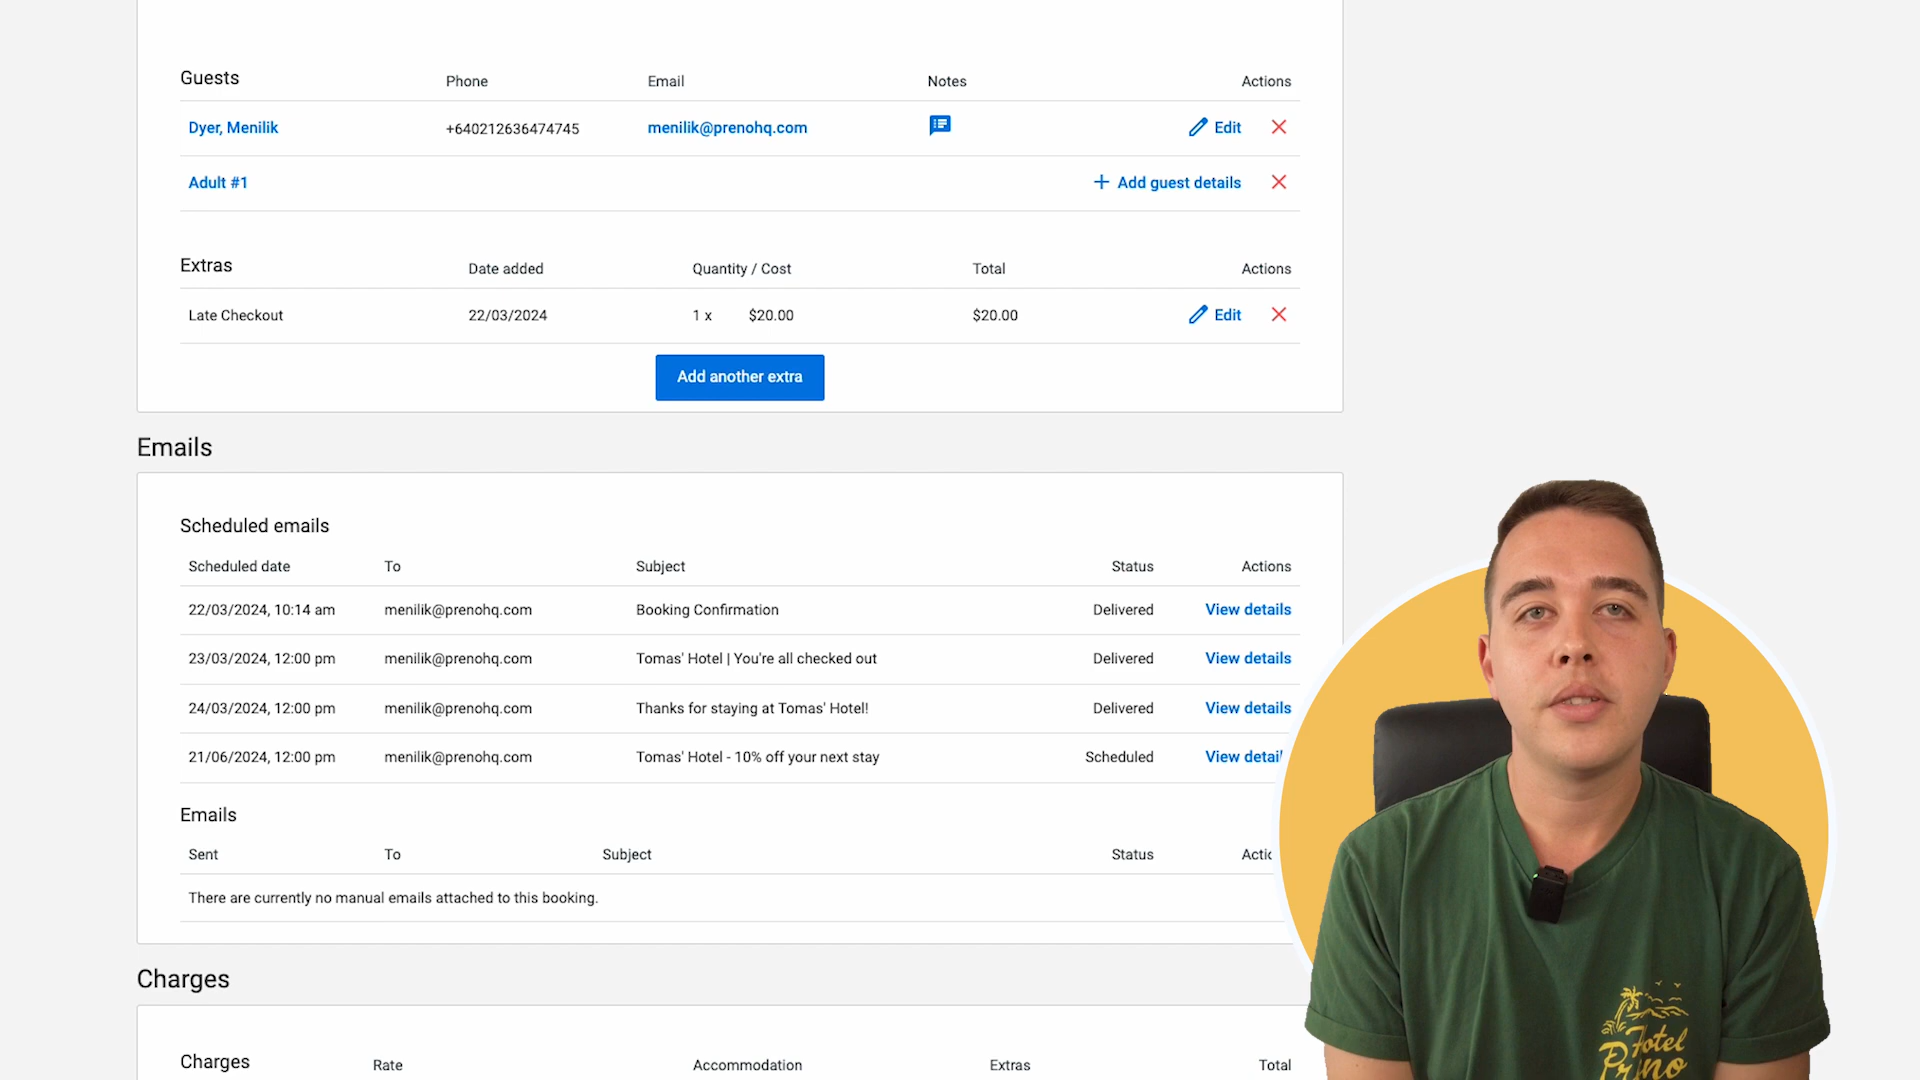 Guests Phone Email Notes Actions
Dyer, Menilik +640212636474745 menilik@prenohq.com Edit
Adult #1 + Add guest details
Extras Date added Quantity / Cost Total Actions
Late Checkout 22/03/2024 1 x $20.00 $20.00 Edit
Add another extra
Emails
Scheduled emails
Scheduled date To Subject Status Actions
22/03/2024, 10:14 am menilik@prenohq.com Booking Confirmation Delivered View details
23/03/2024, 12:00 pm menilik@prenohq.com Tomas' Hotel | You're all checked out Delivered View details
24/03/2024, 12:00 pm menilik@prenohq.com Thanks for staying at Tomas' Hotel! Delivered View details
21/06/2024, 12:00 pm menilik@prenohq.com Tomas' Hotel - 10% off your next stay Scheduled View detail
Emails
Sent To Subject Status Actio
There are currently no manual emails attached to this booking.
Charges
Charges Rate Accommodation Extras Total
Hotel
Preno